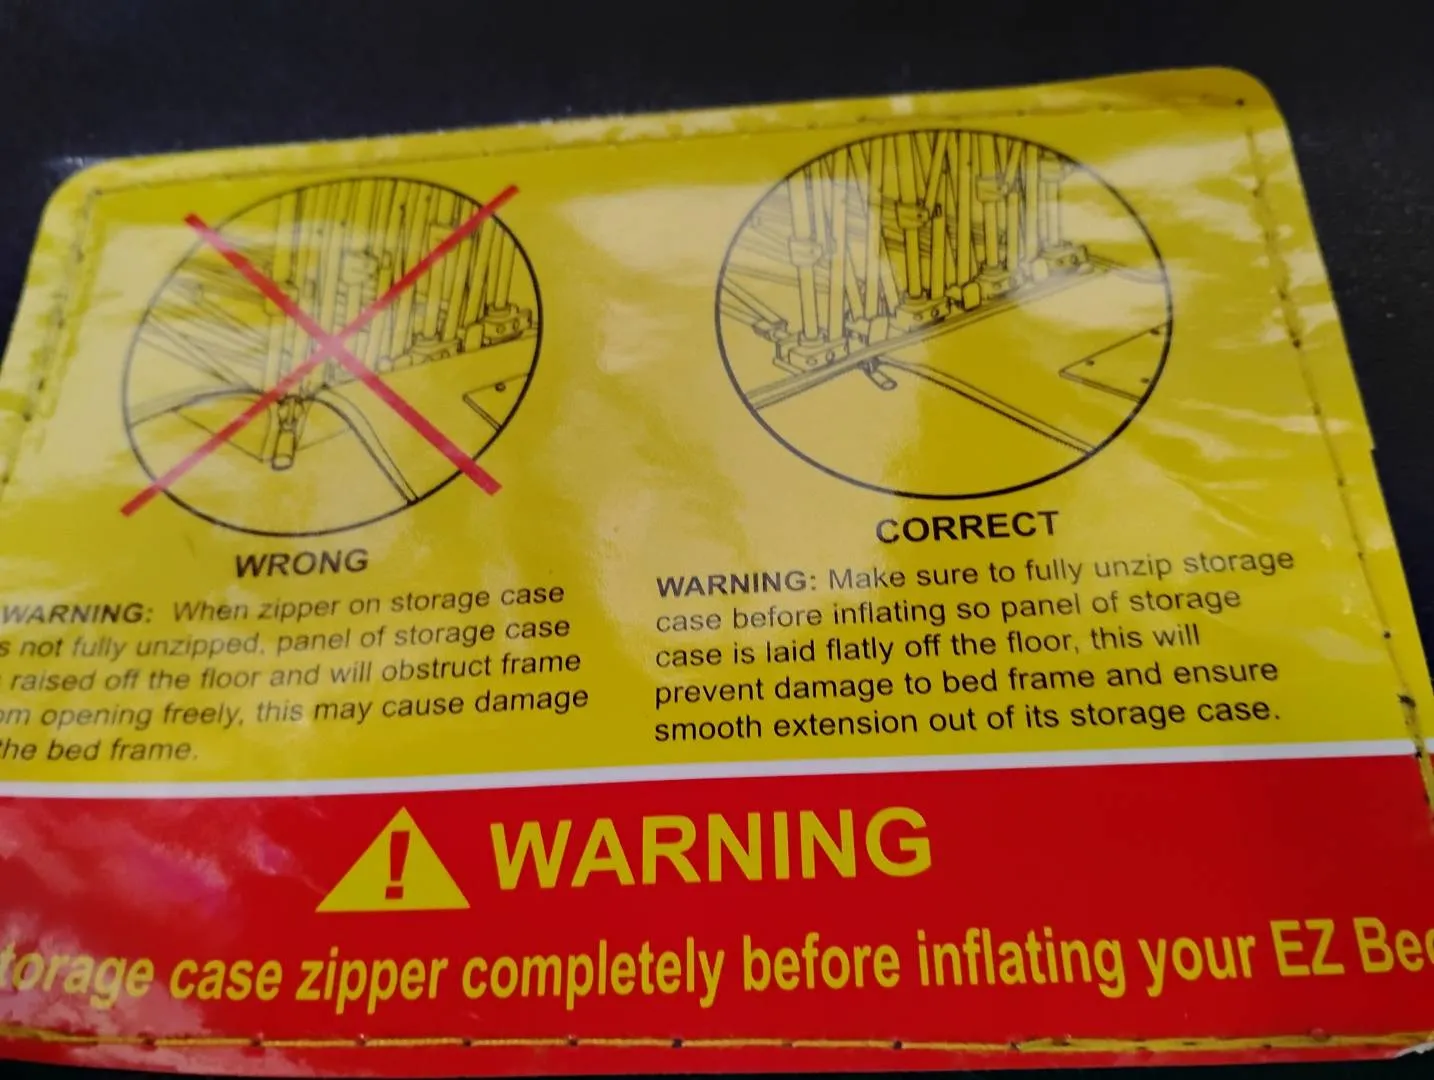 WRONG
WARNING: When zipper on storage case
s not fully unzipped, panel of storage case
raised off the floor and will obstruct frame
om opening freely, this may cause damage
the bed frame.
CORRECT
WARNING: Make sure to fully unzip storage
case before inflating so panel of storage
case is laid flatly off the floor, this will
prevent damage to bed frame and ensure
smooth extension out of its storage case.
WARNING
torage case zipper completely before inflating your EZ Bed